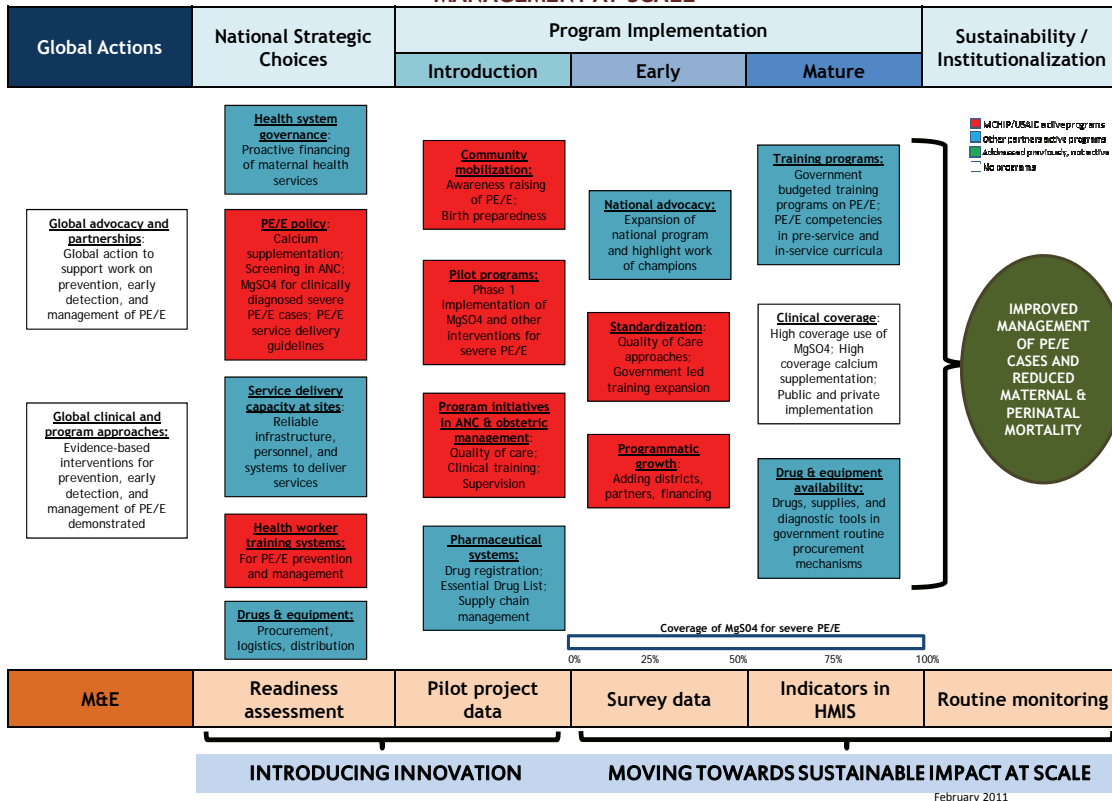 MANAGEMENT AT SCALE
Global Actions
National Strategic
Choices
Program Implementation
Introduction
Early
Mature
Sustainability /
Institutionalization
Global advocacy and
partnerships:
Global action to
support work on
prevention, early
detection, and
management of PE/E
Global clinical and
program approaches:
Evidence-based
interventions for
prevention, early
detection, and
management of PE/E
demonstrated
Health system
governance:
Proactive financing
of maternal health
services
PE/E policy:
Calcium
supplementation;
Screening in ANC;
MgSO4 for clinically
diagnosed severe
PE/E cases; PE/E
service delivery
guidelines
Service delivery
capacity at sites:
Reliable
infrastructure,
personnel, and
systems to deliver
services
Health worker
training systems:
For PE/E prevention
and management
Drugs & equipment:
Procurement,
logistics, distribution
Community
mobilization:
Awareness raising
of PE/E;
Birth preparedness
Pilot programs:
Phase 1
implementation of
MgSO4 and other
interventions for
severe PE/E
Program initiatives
in ANC & obstetric
management:
Quality of care;
Clinical training;
Supervision
Pharmaceutical
systems:
Drug registration;
Essential Drug List;
Supply chain
management
National advocacy:
Expansion of
national program
and highlight work
of champions
Standardization:
Quality of Care
approaches;
Government led
training expansion
Programmatic
growth:
Adding districts,
partners, financing
Training programs:
Government
budgeted training
programs on PE/E;
PE/E competencies
in pre-service and
in-service curricula
Clinical coverage:
High coverage use of
MgSO4; High
coverage calcium
supplementation;
Public and private
implementation
Drug & equipment
availability:
Drugs, supplies, and
diagnostic tools in
government routine
procurement
mechanisms
MCHIP/USAID active programs
Other partners active programs
Addressed previously, not active
No programs
IMPROVED
MANAGEMENT
OF PE/E
CASES AND
REDUCED
MATERNAL &
PERINATAL
MORTALITY
Coverage of MgSO4 for severe PE/E
0% 25% 50% 75% 100%
M&E
Readiness
assessment
Pilot project
data
Survey data
Indicators in
HMIS
Routine monitoring
INTRODUCING INNOVATION
MOVING TOWARDS SUSTAINABLE IMPACT AT SCALE
February 2011